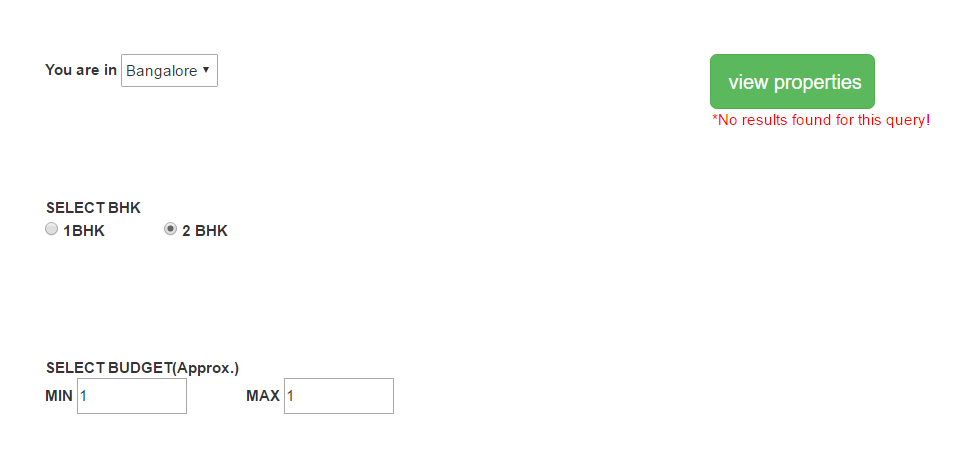 You are in Bangalore
view properties
*No results found for this query!
SELECT BHK
1BHK 2 BHK
SELECT BUDGET(Approx.)
MIN 1 MAX 1